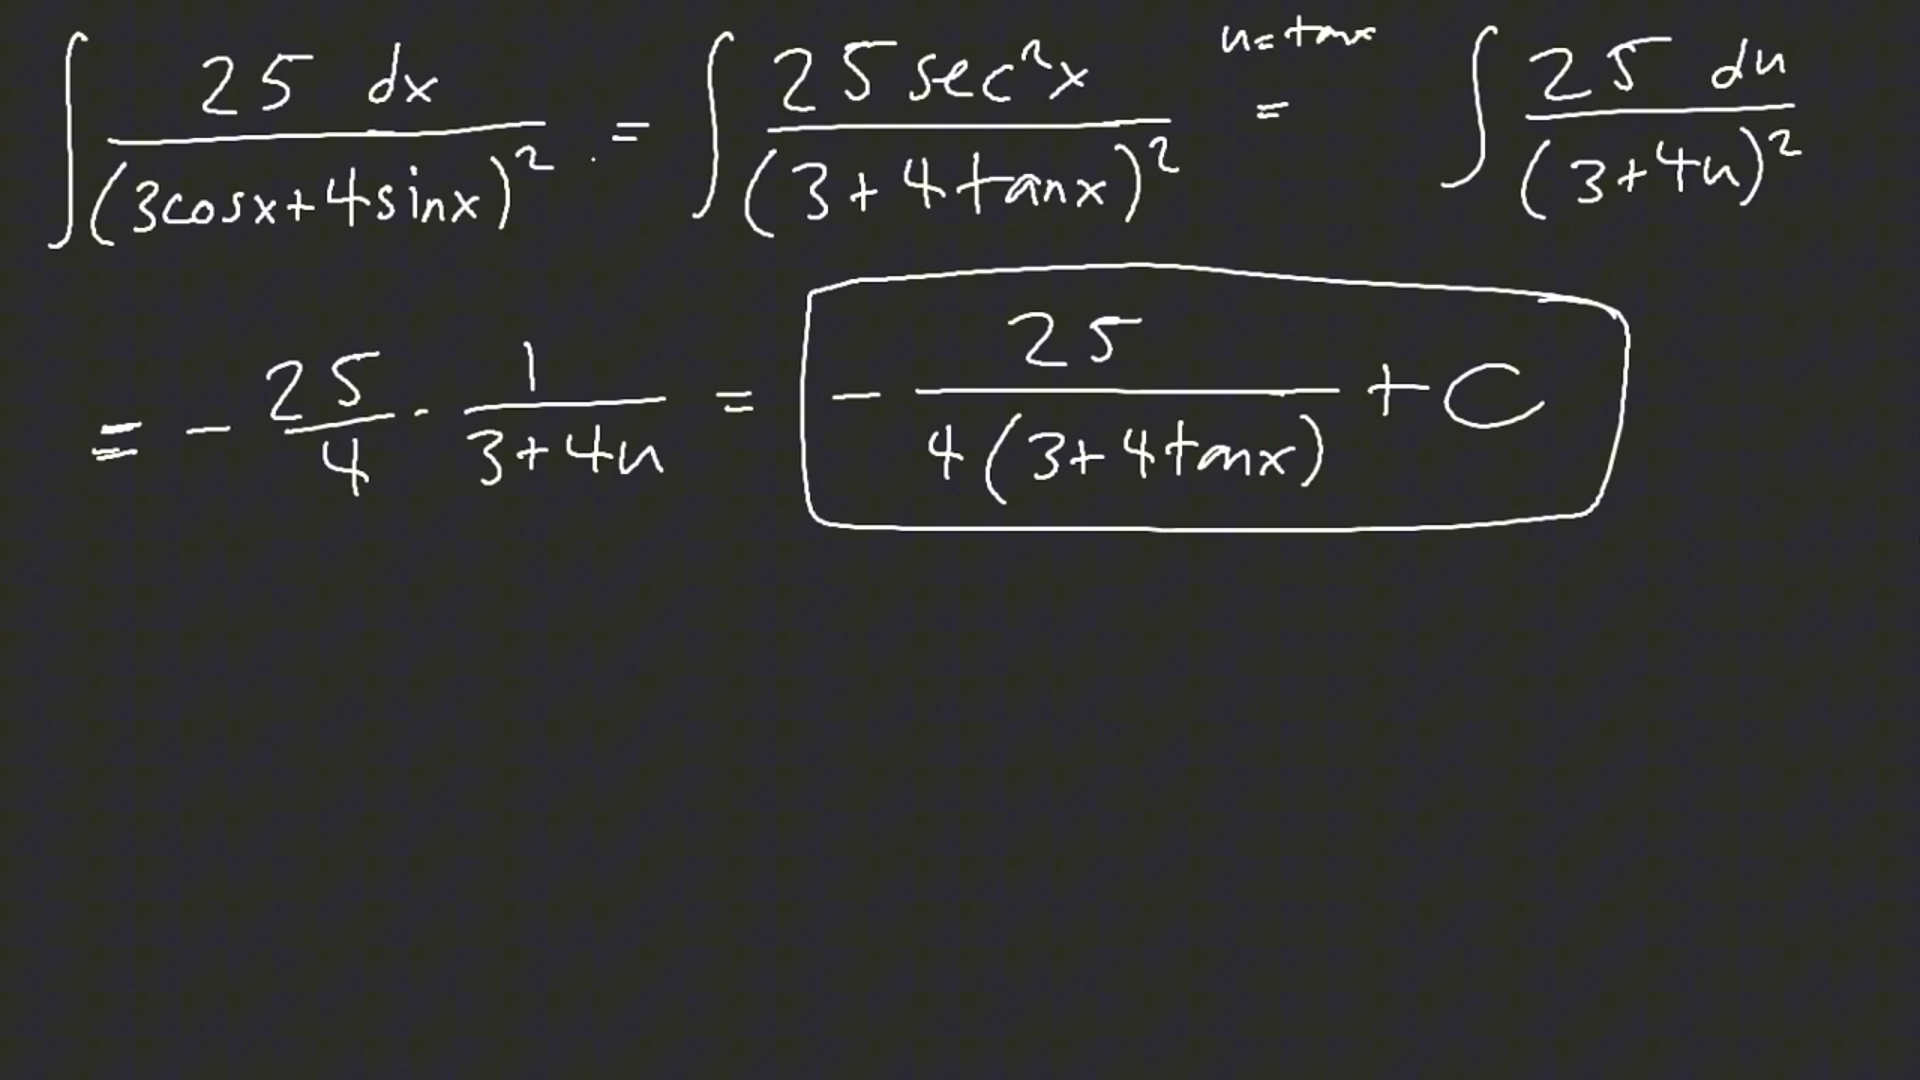 ∫ 25 dx / (3cosx+4sinx)² = ∫ 25 sec²x / (3+4tanx)² u=tanx = ∫ 25 du / (3+4u)²
= - 25/4 · 1/(3+4u) = - 25 / 4(3+4tanx) + C